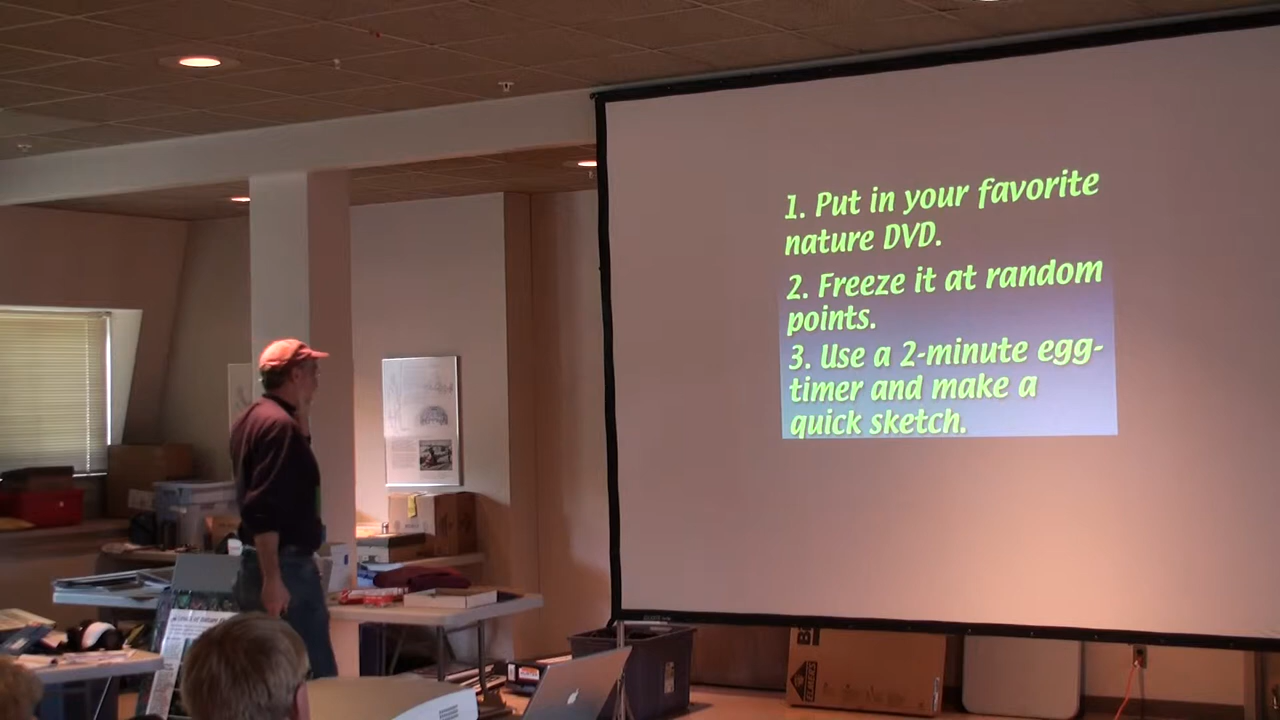 1. Put in your favorite
nature DVD.
2. Freeze it at random
points.
3. Use a 2-minute egg-
timer and make a
quick sketch.